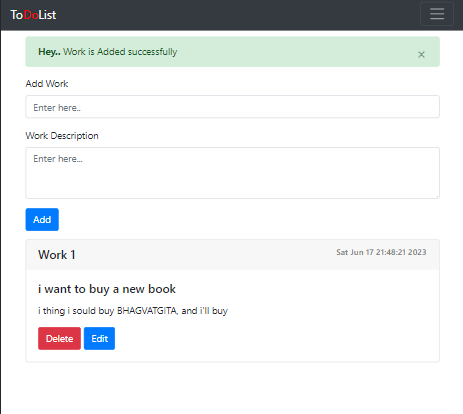 ToDoList
Hey.. Work is Added successfully ×
Add Work
Enter here..
Work Description
Enter here...
Add
Work 1 Sat Jun 17 21:48:21 2023
i want to buy a new book
i thing i sould buy BHAGVATGITA, and i'll buy
Delete Edit